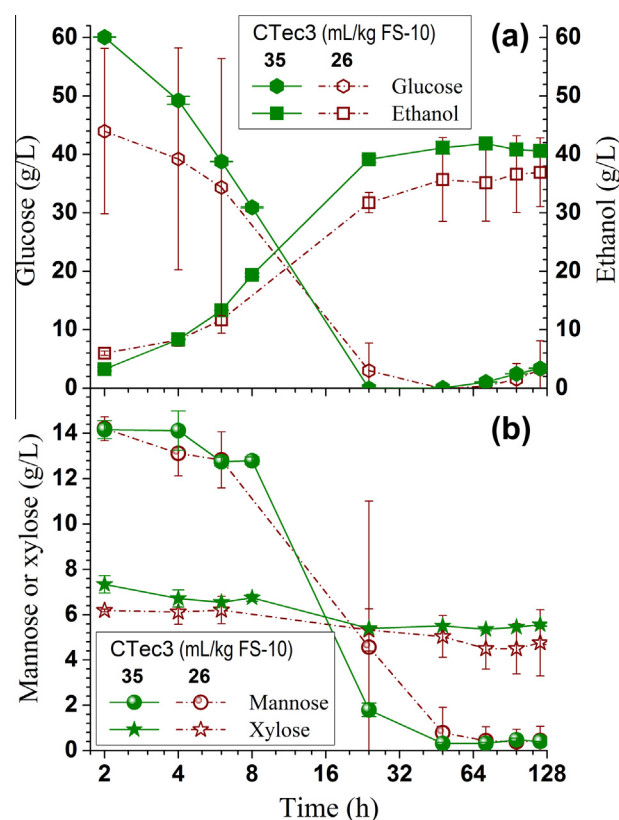 CTec3 (mL/kg FS-10)
35 26
Glucose
Ethanol
(a)
60
50
40
30
20
10
0
Glucose (g/L)
60
50
40
30
20
10
0
Ethanol (g/L)
(b)
14
12
10
8
6
4
2
0
Mannose or xylose (g/L)
CTec3 (mL/kg FS-10)
35 26
Mannose
Xylose
2 4 8 16 32 64 128
Time (h)